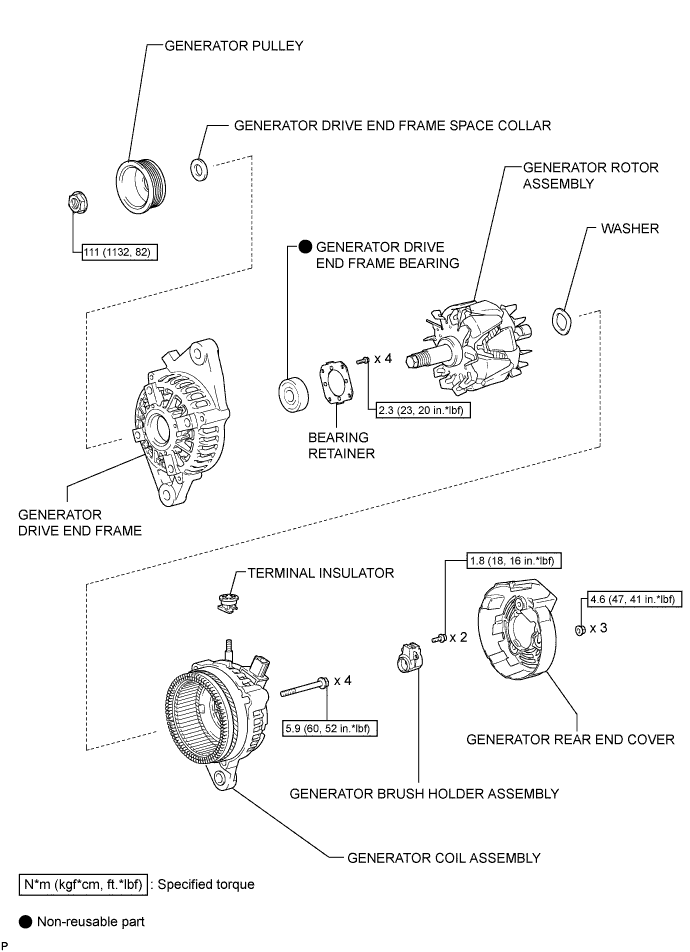 GENERATOR PULLEY
GENERATOR DRIVE END FRAME SPACE COLLAR
GENERATOR ROTOR
ASSEMBLY
WASHER
111 (1132, 82)
GENERATOR DRIVE
END FRAME BEARING
x 4
2.3 (23, 20 in.*lbf)
BEARING
RETAINER
GENERATOR
DRIVE END FRAME
TERMINAL INSULATOR
1.8 (18, 16 in.*lbf)
4.6 (47, 41 in.*lbf)
x 2
x 3
x 4
5.9 (60, 52 in.*lbf)
GENERATOR REAR END COVER
GENERATOR BRUSH HOLDER ASSEMBLY
GENERATOR COIL ASSEMBLY
N*m (kgf*cm, ft.*lbf) : Specified torque
Non-reusable part
P